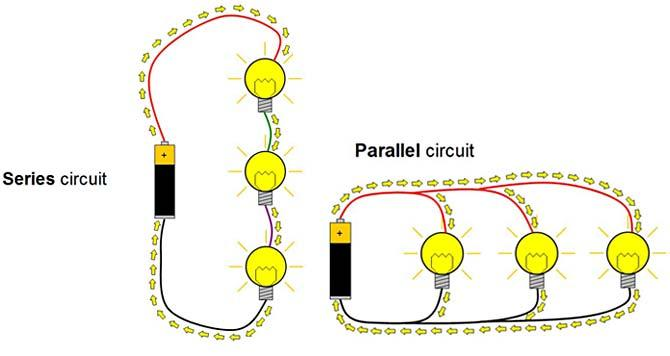 Series circuit
+
Parallel circuit
+